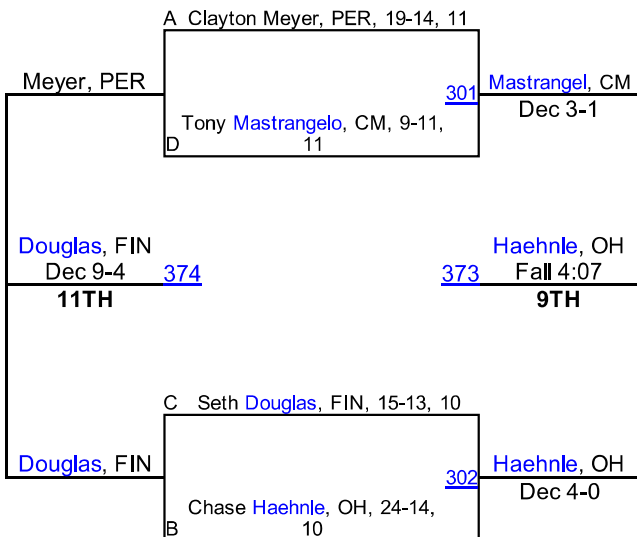 A Clayton Meyer, PER, 19-14, 11
Meyer, PER
301
Mastrangel, CM
Dec 3-1
Tony Mastrangelo, CM, 9-11,
D
11
Douglas, FIN
Dec 9-4
374
11TH
Haehnle, OH
373
Fall 4:07
9TH
C Seth Douglas, FIN, 15-13, 10
Douglas, FIN
302
Haehnle, OH
Dec 4-0
Chase Haehnle, OH, 24-14,
B
10